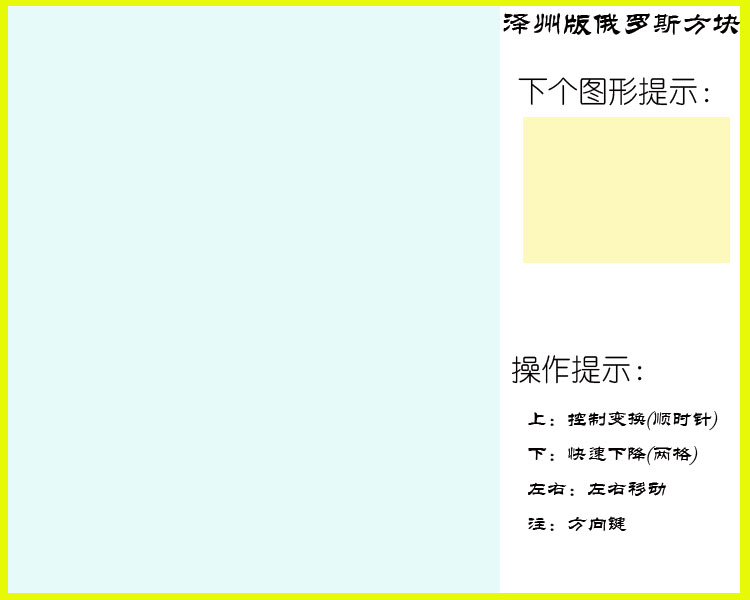 泽州版俄罗斯方块
下个图形提示：
操作提示：
上：控制变换(顺时针)
下：快速下降(两格)
左右：左右移动
注：方向键